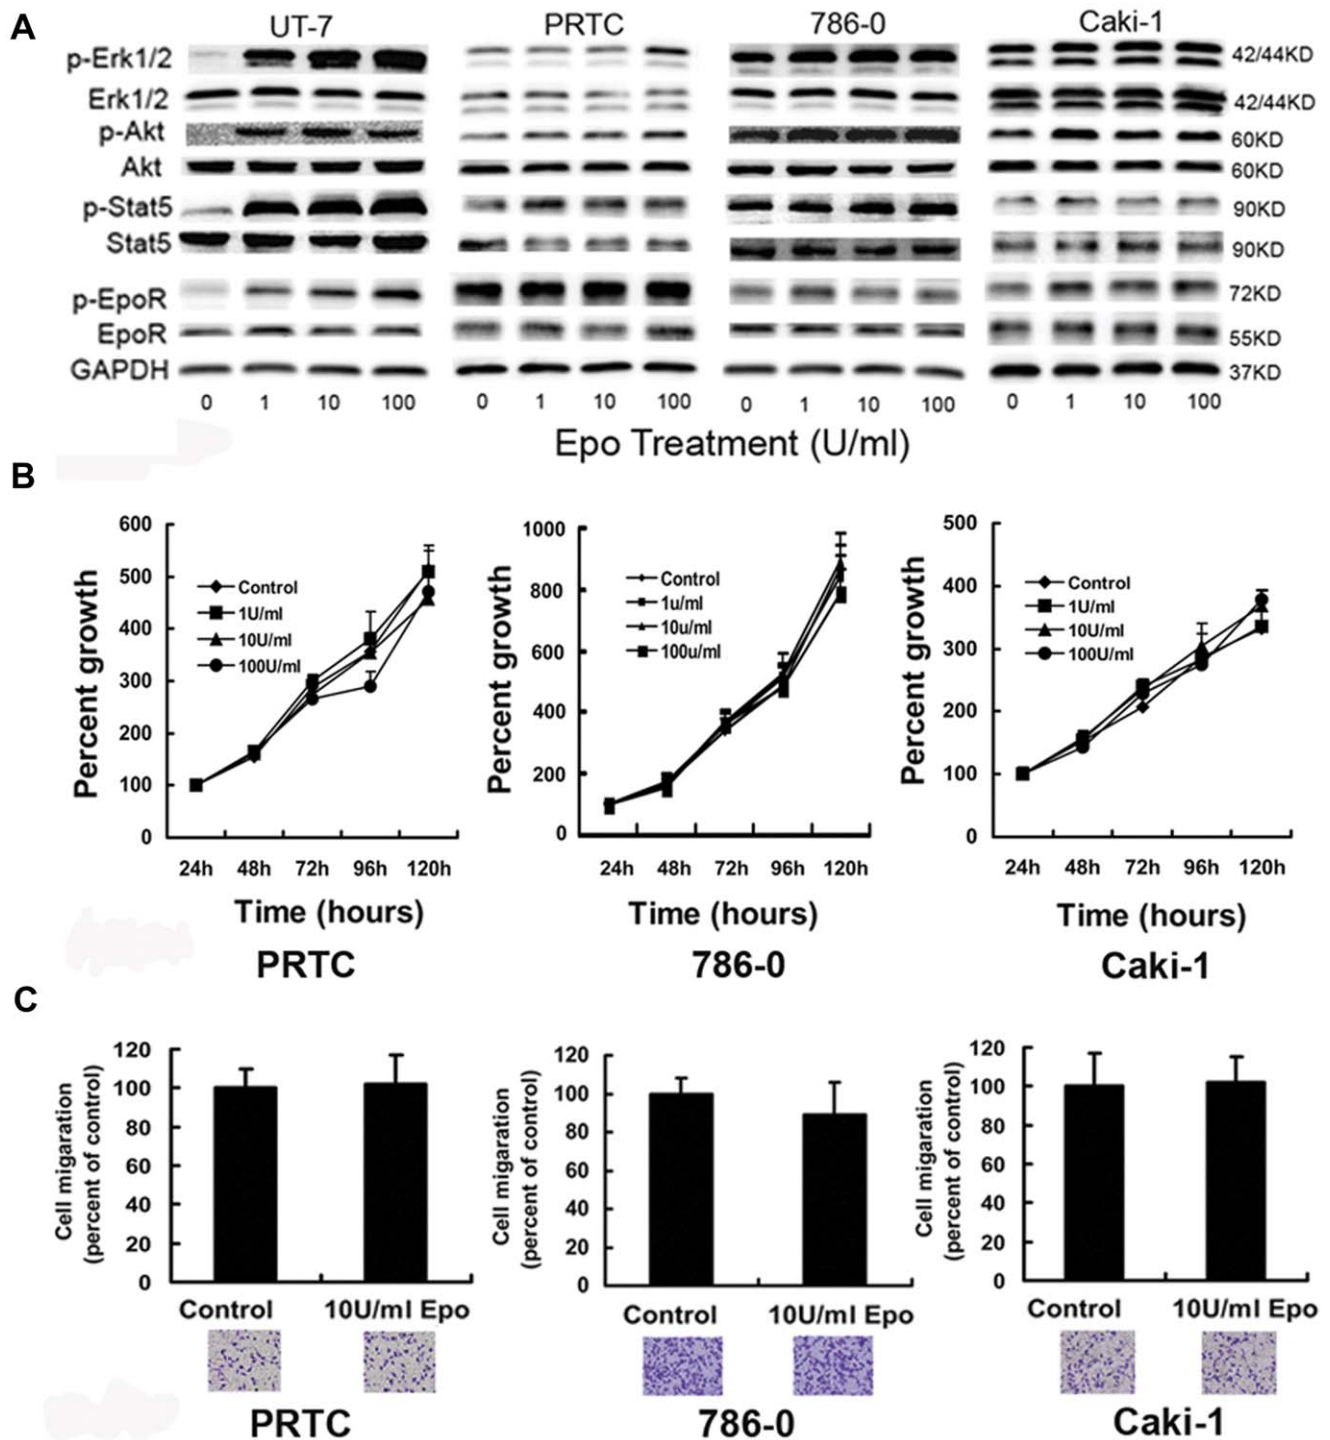 A
UT-7 PRTC 786-0 Caki-1
p-Erk1/2 42/44KD
Erk1/2 42/44KD
p-Akt 60KD
Akt 60KD
p-Stat5 90KD
Stat5 90KD
p-EpoR 72KD
EpoR 55KD
GAPDH 37KD
0 1 10 100 0 1 10 100 0 1 10 100 0 1 10 100
Epo Treatment (U/ml)
B
Percent growth
600
500
400
300
200
100
0
Control
1U/ml
10U/ml
100U/ml
24h 48h 72h 96h 120h
Time (hours)
PRTC
Percent growth
1000
800
600
400
200
0
Control
1u/ml
10u/ml
100u/ml
24h 48h 72h 96h 120h
Time (hours)
786-0
Percent growth
500
400
300
200
100
0
Control
1U/ml
10U/ml
100U/ml
24h 48h 72h 96h 120h
Time (hours)
Caki-1
C
Cell migaration
(percent of control)
120
100
80
60
40
20
0
Control 10U/ml Epo
PRTC
Cell migaration
(percent of control)
120
100
80
60
40
20
0
Control 10U/ml Epo
786-0
Cell migaration
(percent of control)
120
100
80
60
40
20
0
Control 10U/ml Epo
Caki-1